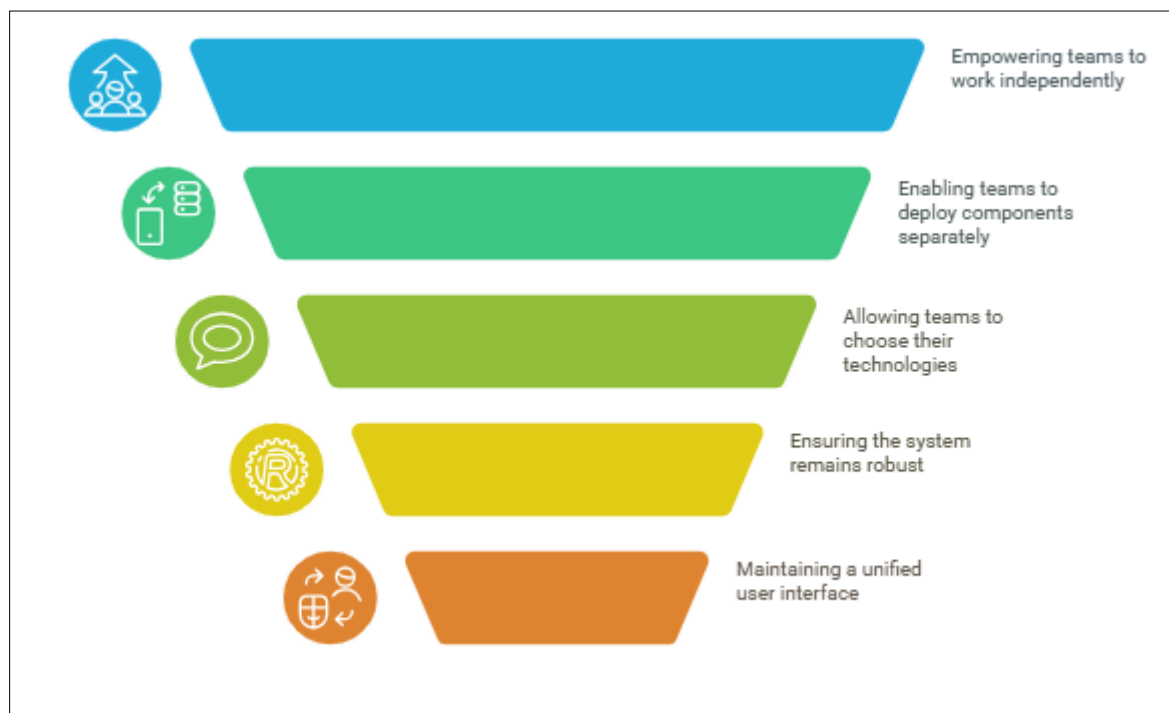 Empowering teams to
work independently
Enabling teams to
deploy components
separately
Allowing teams to
choose their
technologies
Ensuring the system
remains robust
R
Maintaining a unified
user interface